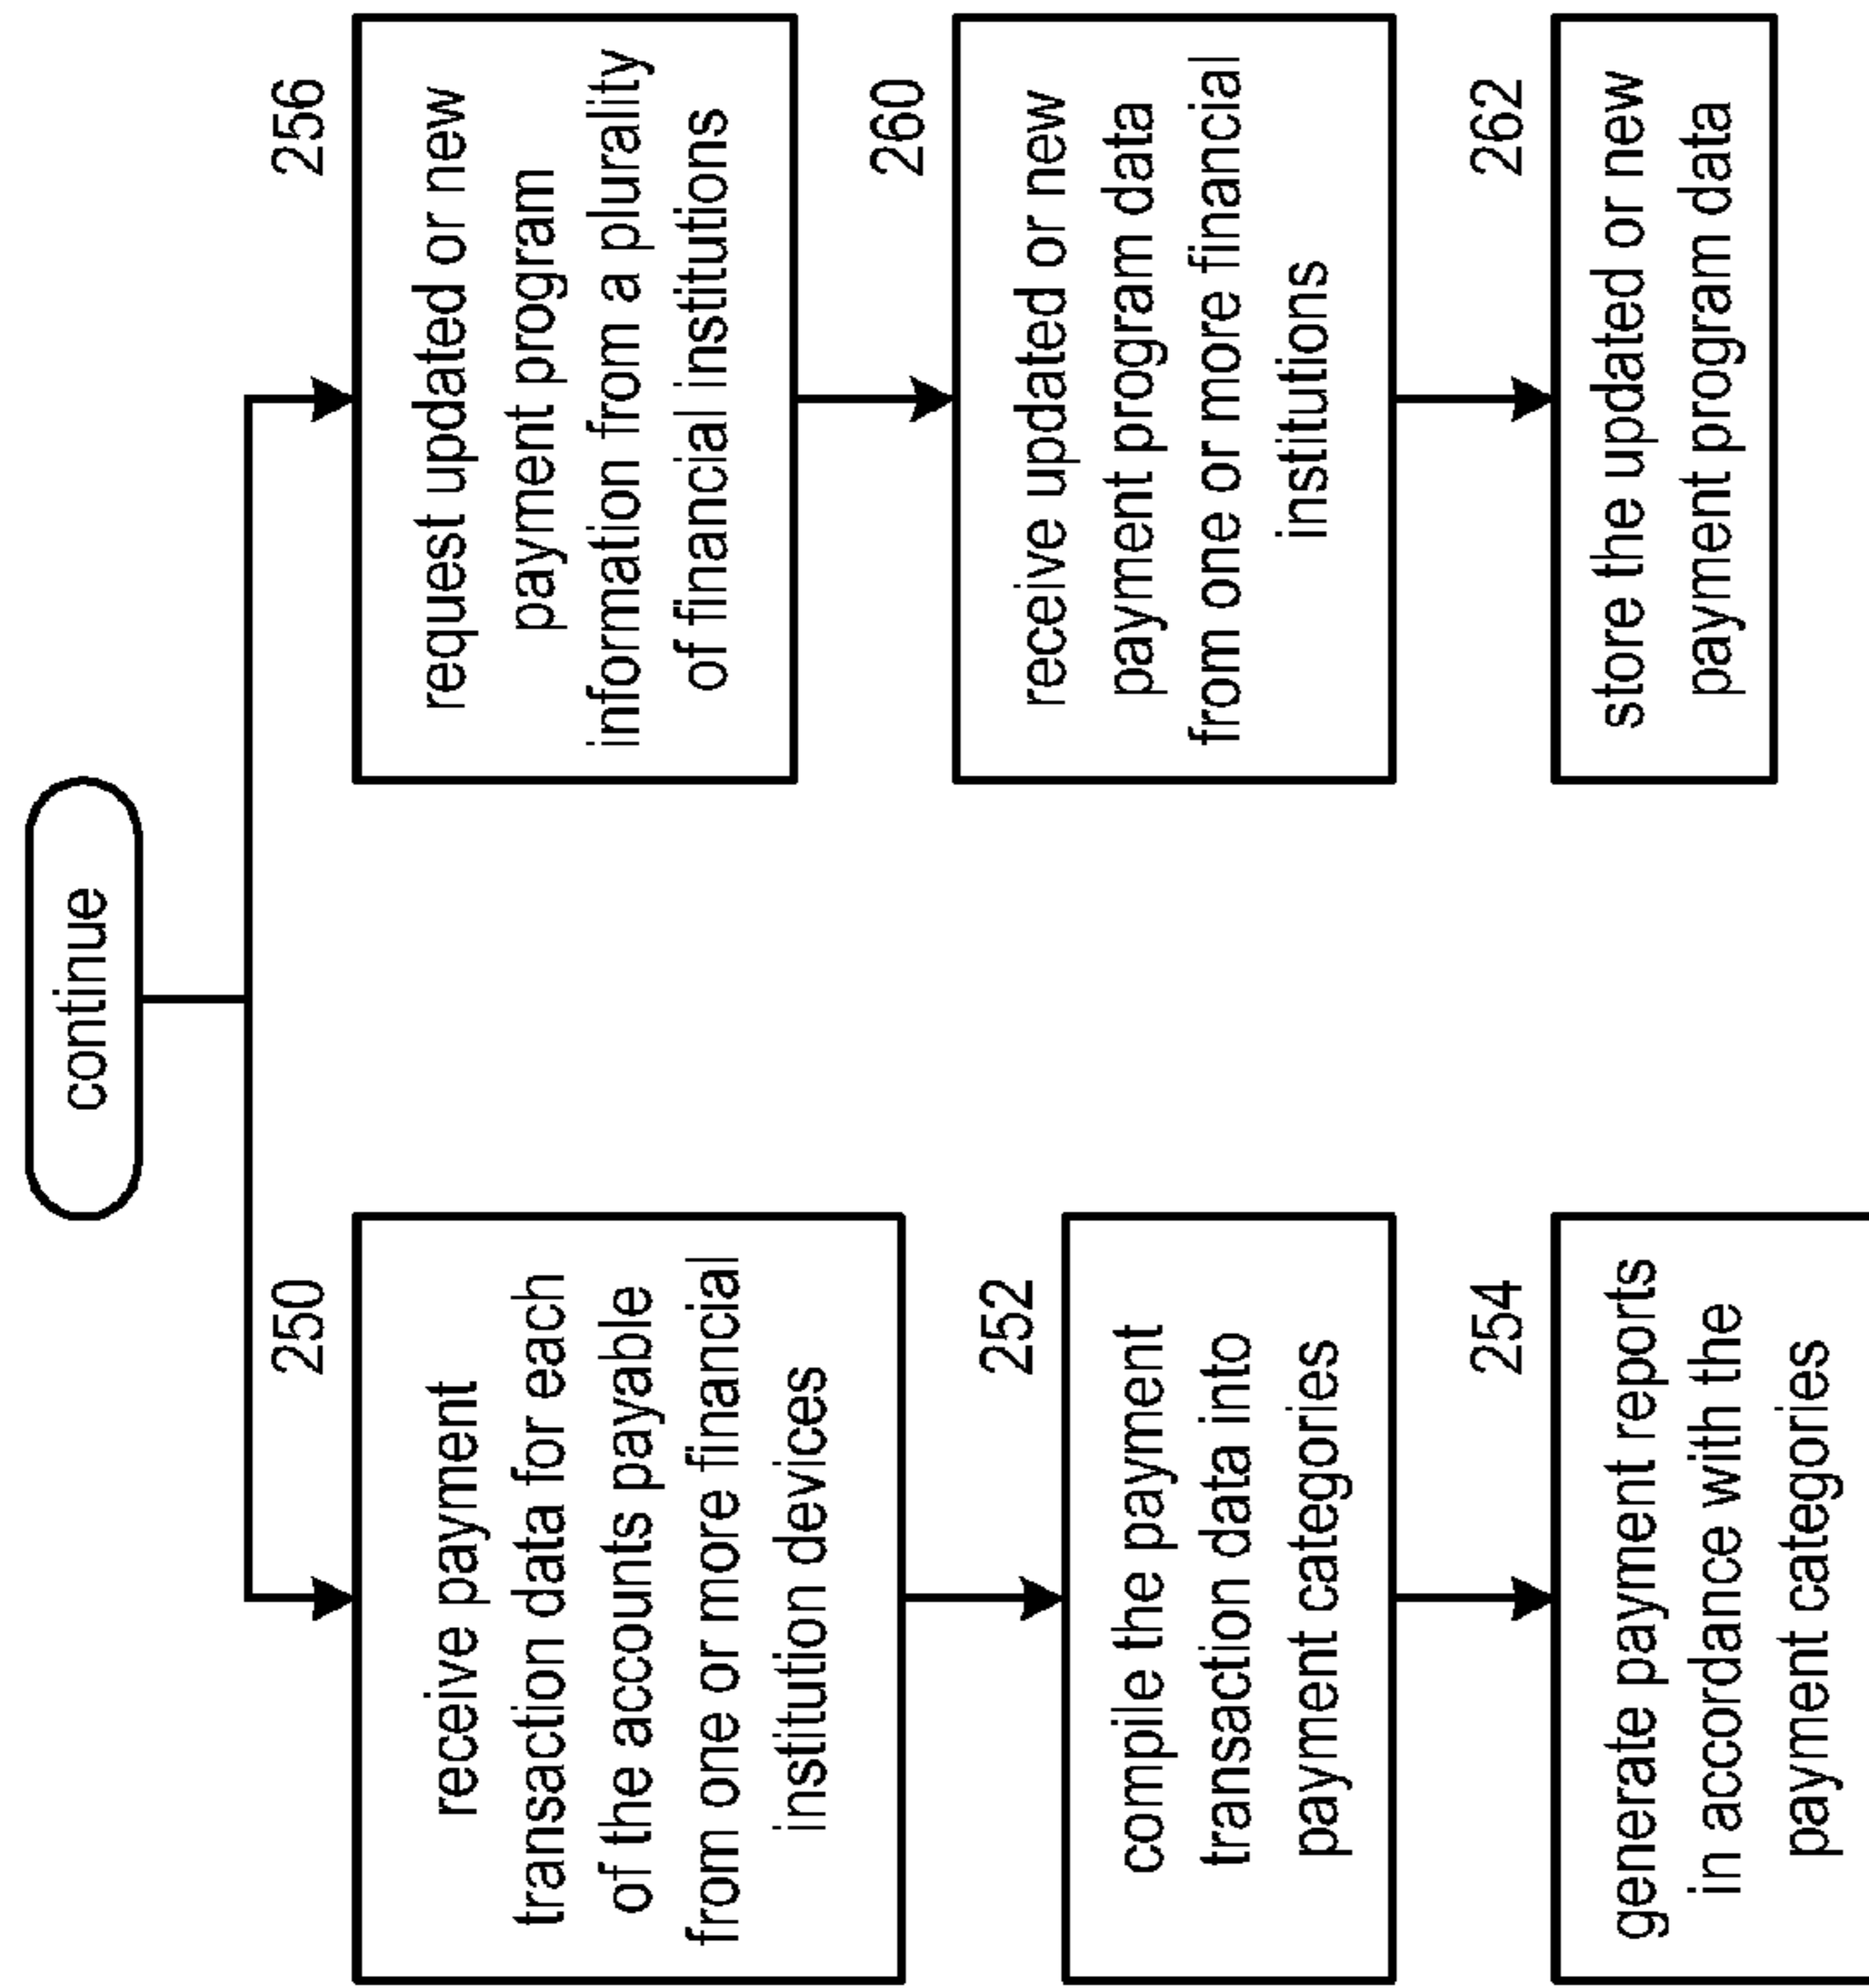 continue
250
receive payment
transaction data for each
of the accounts payable
from one or more financial
institution devices
252
compile the payment
transaction data into
payment categories
254
generate payment reports
in accordance with the
payment categories
256
request updated or new
payment program
information from a plurality
of financial institutions
260
receive updated or new
payment program data
from one or more financial
institutions
262
store the updated or new
payment program data